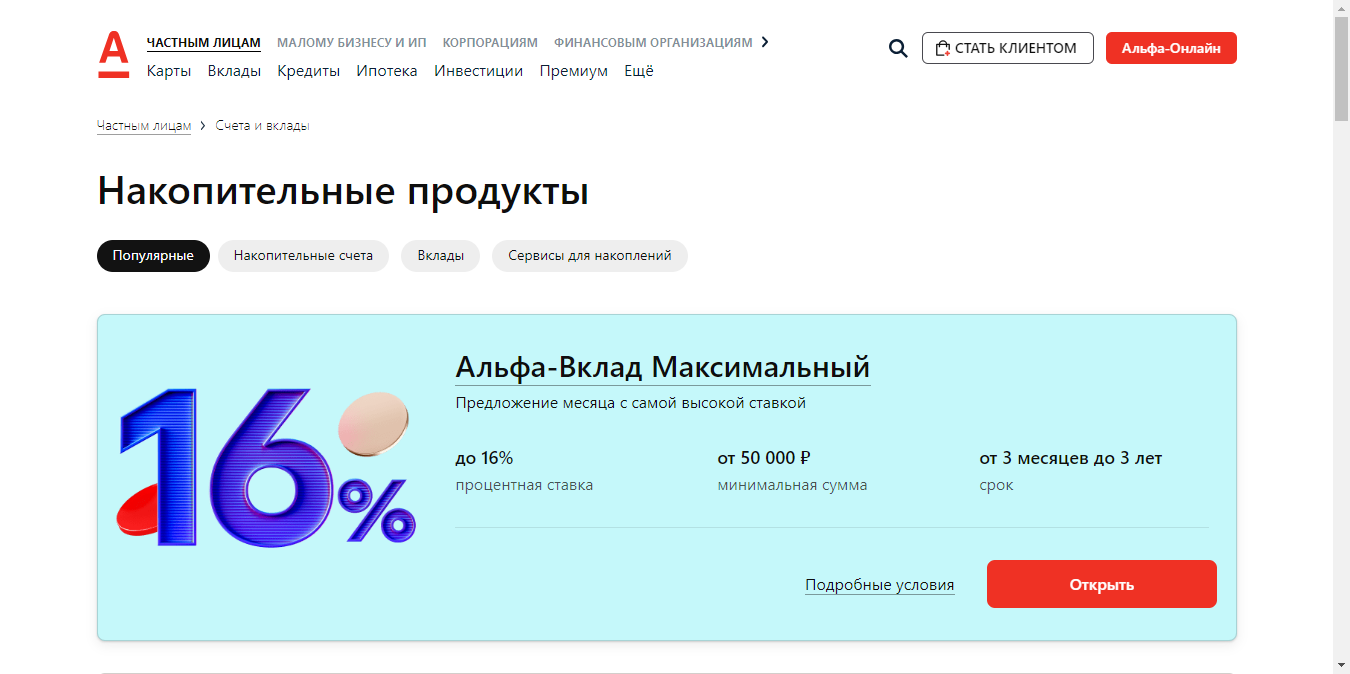 А
ЧАСТНЫМ ЛИЦАМ МАЛОМУ БИЗНЕСУ И ИП КОРПОРАЦИЯМ ФИНАНСОВЫМ ОРГАНИЗАЦИЯМ
Карты Вклады Кредиты Ипотека Инвестиции Премиум Ещё
СТАТЬ КЛИЕНТОМ
Альфа-Онлайн
Частным лицам Счета и вклады
Накопительные продукты
Популярные Накопительные счета Вклады Сервисы для накоплений
16%
Альфа-Вклад Максимальный
Предложение месяца с самой высокой ставкой
до 16% от 50 000 ₽ от 3 месяцев до 3 лет
процентная ставка минимальная сумма срок
Подробные условия Открыть